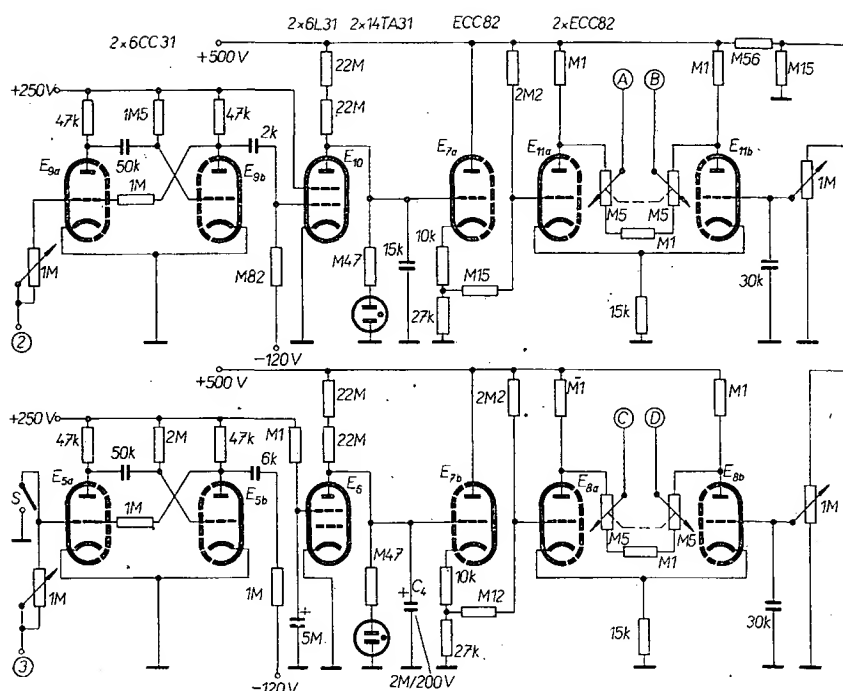 2×6CC31
2×6L31 2×14TA31 ECC82 2×ECC82
+500V
22M
22M
2M2
M1
A
B
M1
M56
M15
+250V
47k
1M5
47k
2k
50k
E9a
1M
E9b
E10
E7a
E11a
E11b
1M
1M
M82
M47
15k
10k
M15
27k
M5
M5
M1
15k
30k
2
-120V
+500V
22M
22M
2M2
M1
M1
+250V
47k
2M
47k
M1
6k
50k
C
D
S
E5a
1M
E5b
E6
E7b
E8a
E8b
1M
1M
1M
5M
+
M47
+
C4
10k
M12
27k
M5
M5
M1
15k
30k
3
-120V
2M/200V